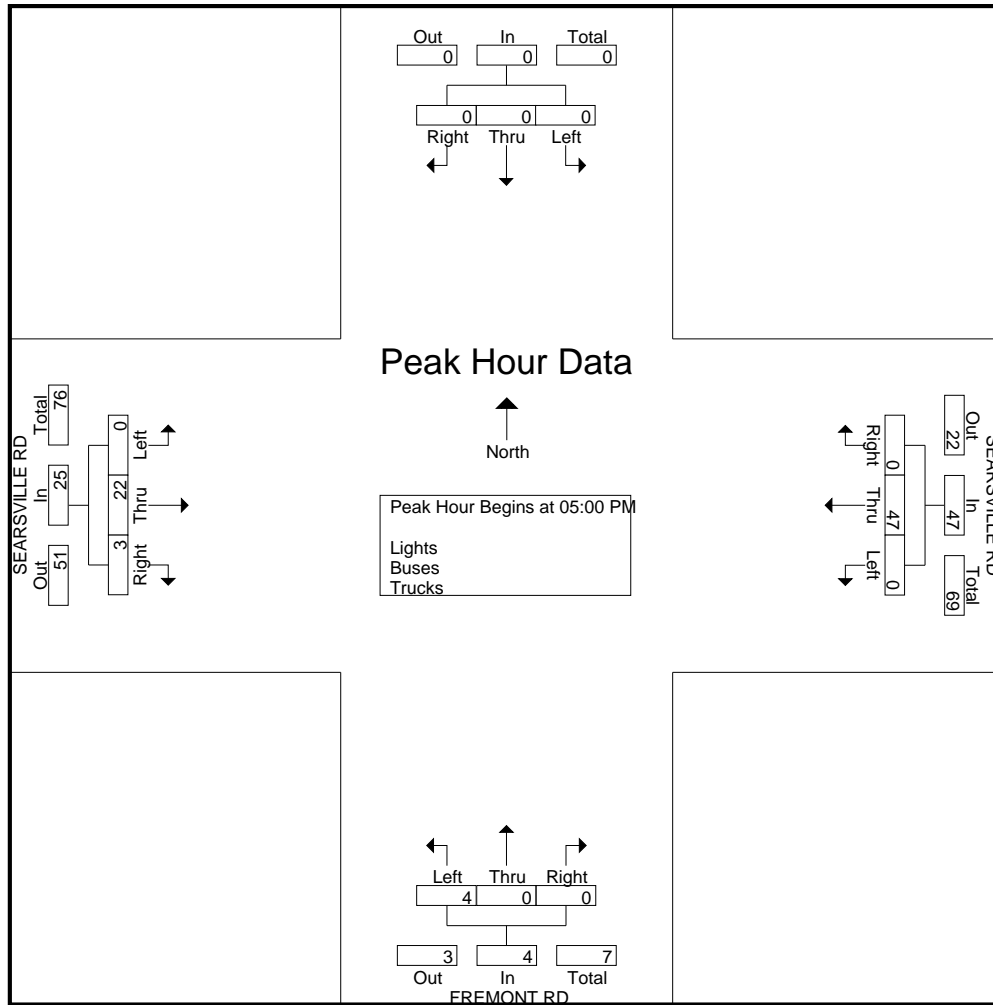 Out In Total
0 0 0
0 0 0
Right Thru Left
Peak Hour Data
North
Peak Hour Begins at 05:00 PM
Lights
Buses
Trucks
SEARSVILLE RD
Out In Total
51 25 76
Right Thru Left
3 22 0
SEARSVILLE RD
Out In Total
22 47 69
Right Thru Left
0 47 0
Left Thru Right
4 0 0
3 4 7
Out In Total
FREMONT RD